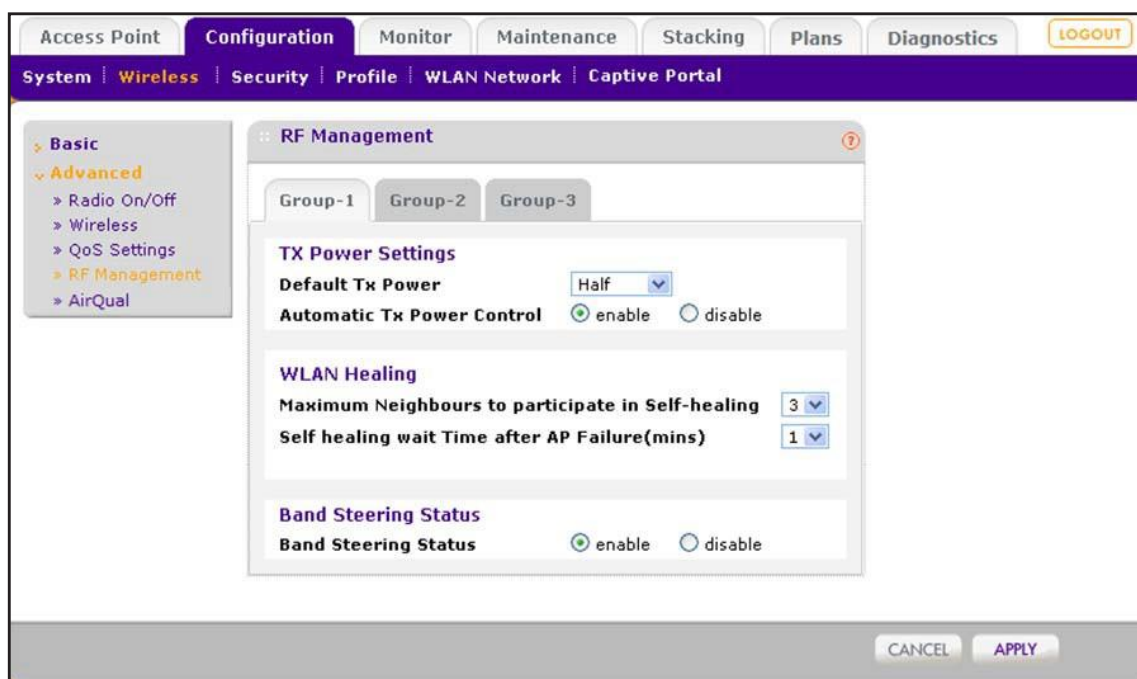 Access Point Configuration Monitor Maintenance Stacking Plans Diagnostics LOGOUT
System Wireless Security Profile WLAN Network Captive Portal
Basic
Advanced
» Radio On/Off
» Wireless
» QoS Settings
» RF Management
» AirQual
RF Management ?
Group-1 Group-2 Group-3
TX Power Settings
Default Tx Power Half
Automatic Tx Power Control enable disable
WLAN Healing
Maximum Neighbours to participate in Self-healing 3
Self healing wait Time after AP Failure(mins) 1
Band Steering Status
Band Steering Status enable disable
CANCEL APPLY